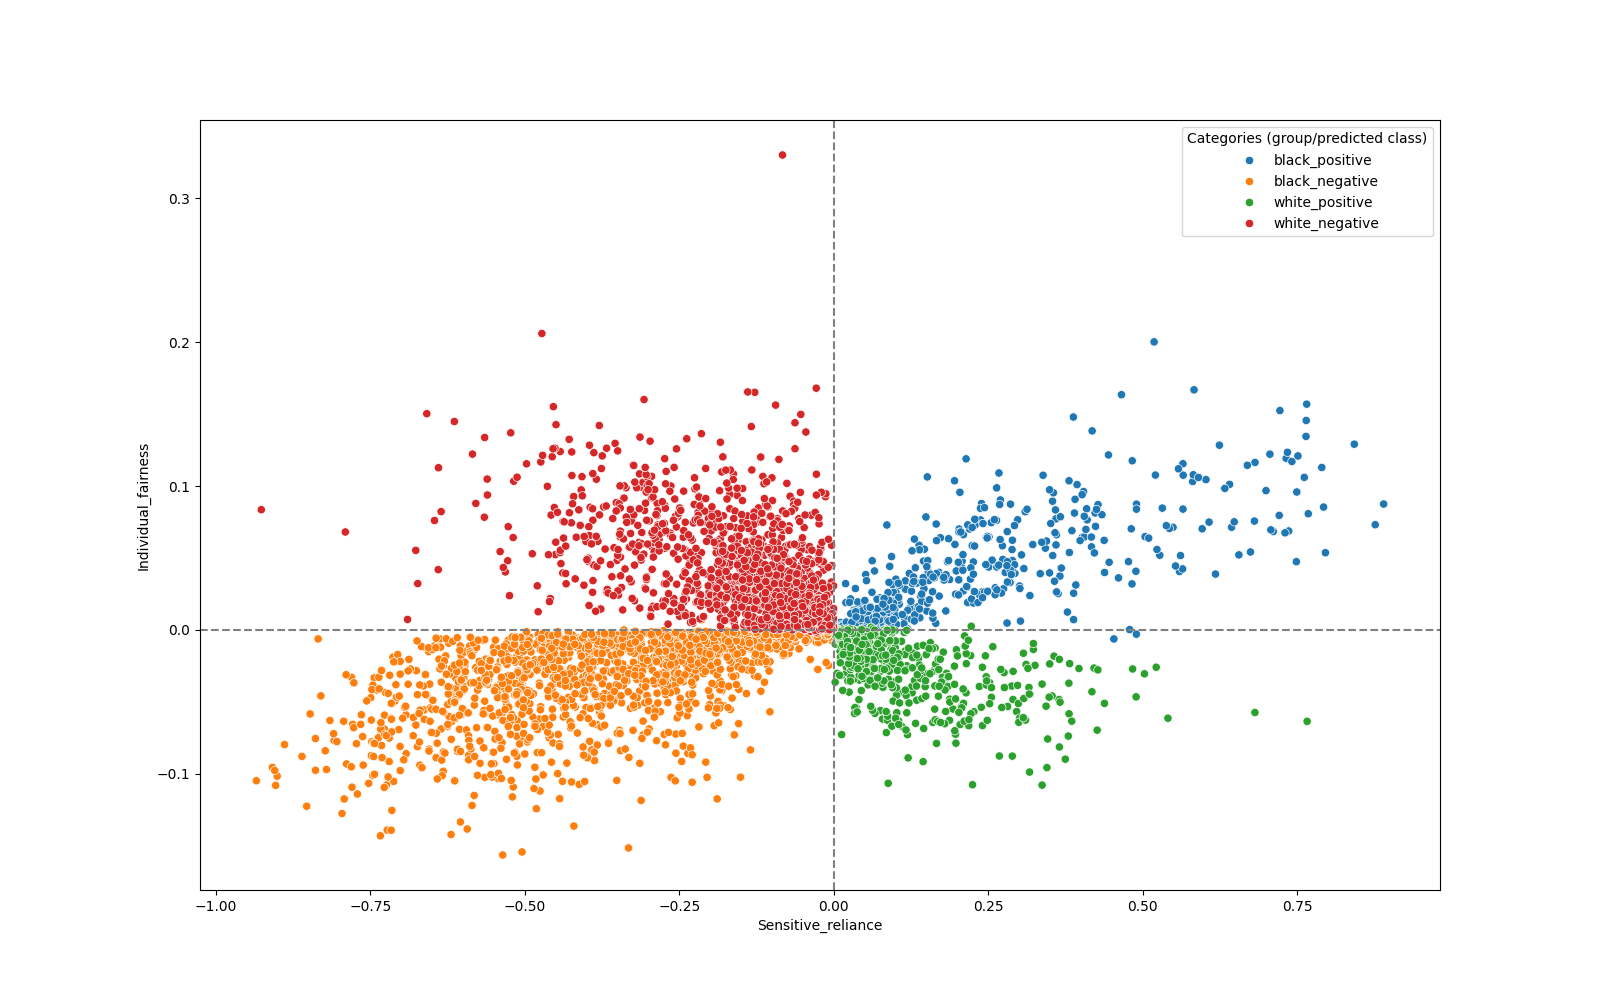 Categories (group/predicted class)
black_positive
black_negative
white_positive
white_negative
0.3
0.2
0.1
0.0
−0.1
Individual_fairness
−1.00
−0.75
−0.50
−0.25
0.00
0.25
0.50
0.75
Sensitive_reliance